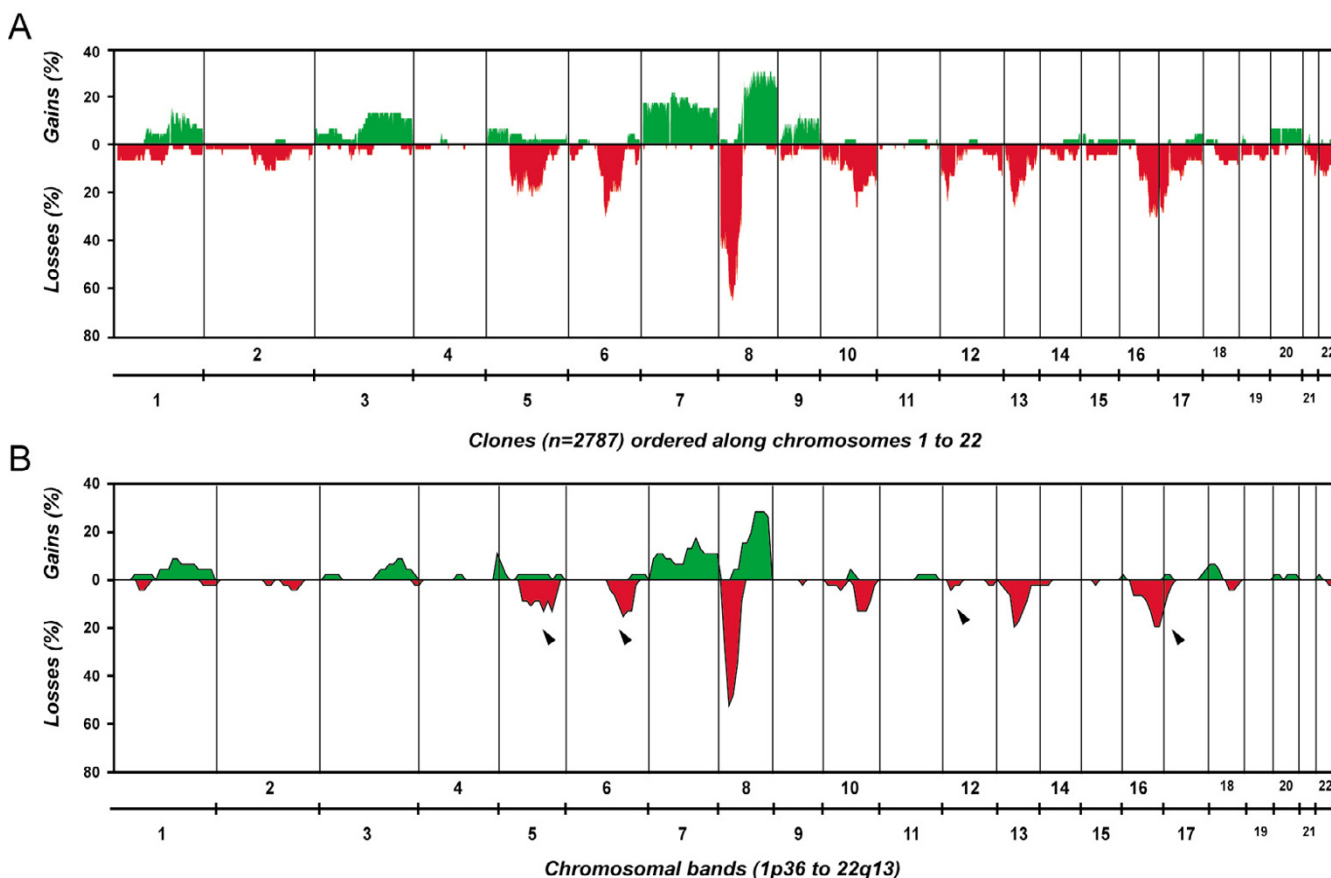 A
Gains (%)
Losses (%)
40
20
0
20
40
60
80
2 4 6 8 10 12 14 16 18 20 22
1 3 5 7 9 11 13 15 17 19 21
Clones (n=2787) ordered along chromosomes 1 to 22
B
Gains (%)
Losses (%)
40
20
0
20
40
60
80
2 4 6 8 10 12 14 16 18 20 22
1 3 5 7 9 11 13 15 17 19 21
Chromosomal bands (1p36 to 22q13)